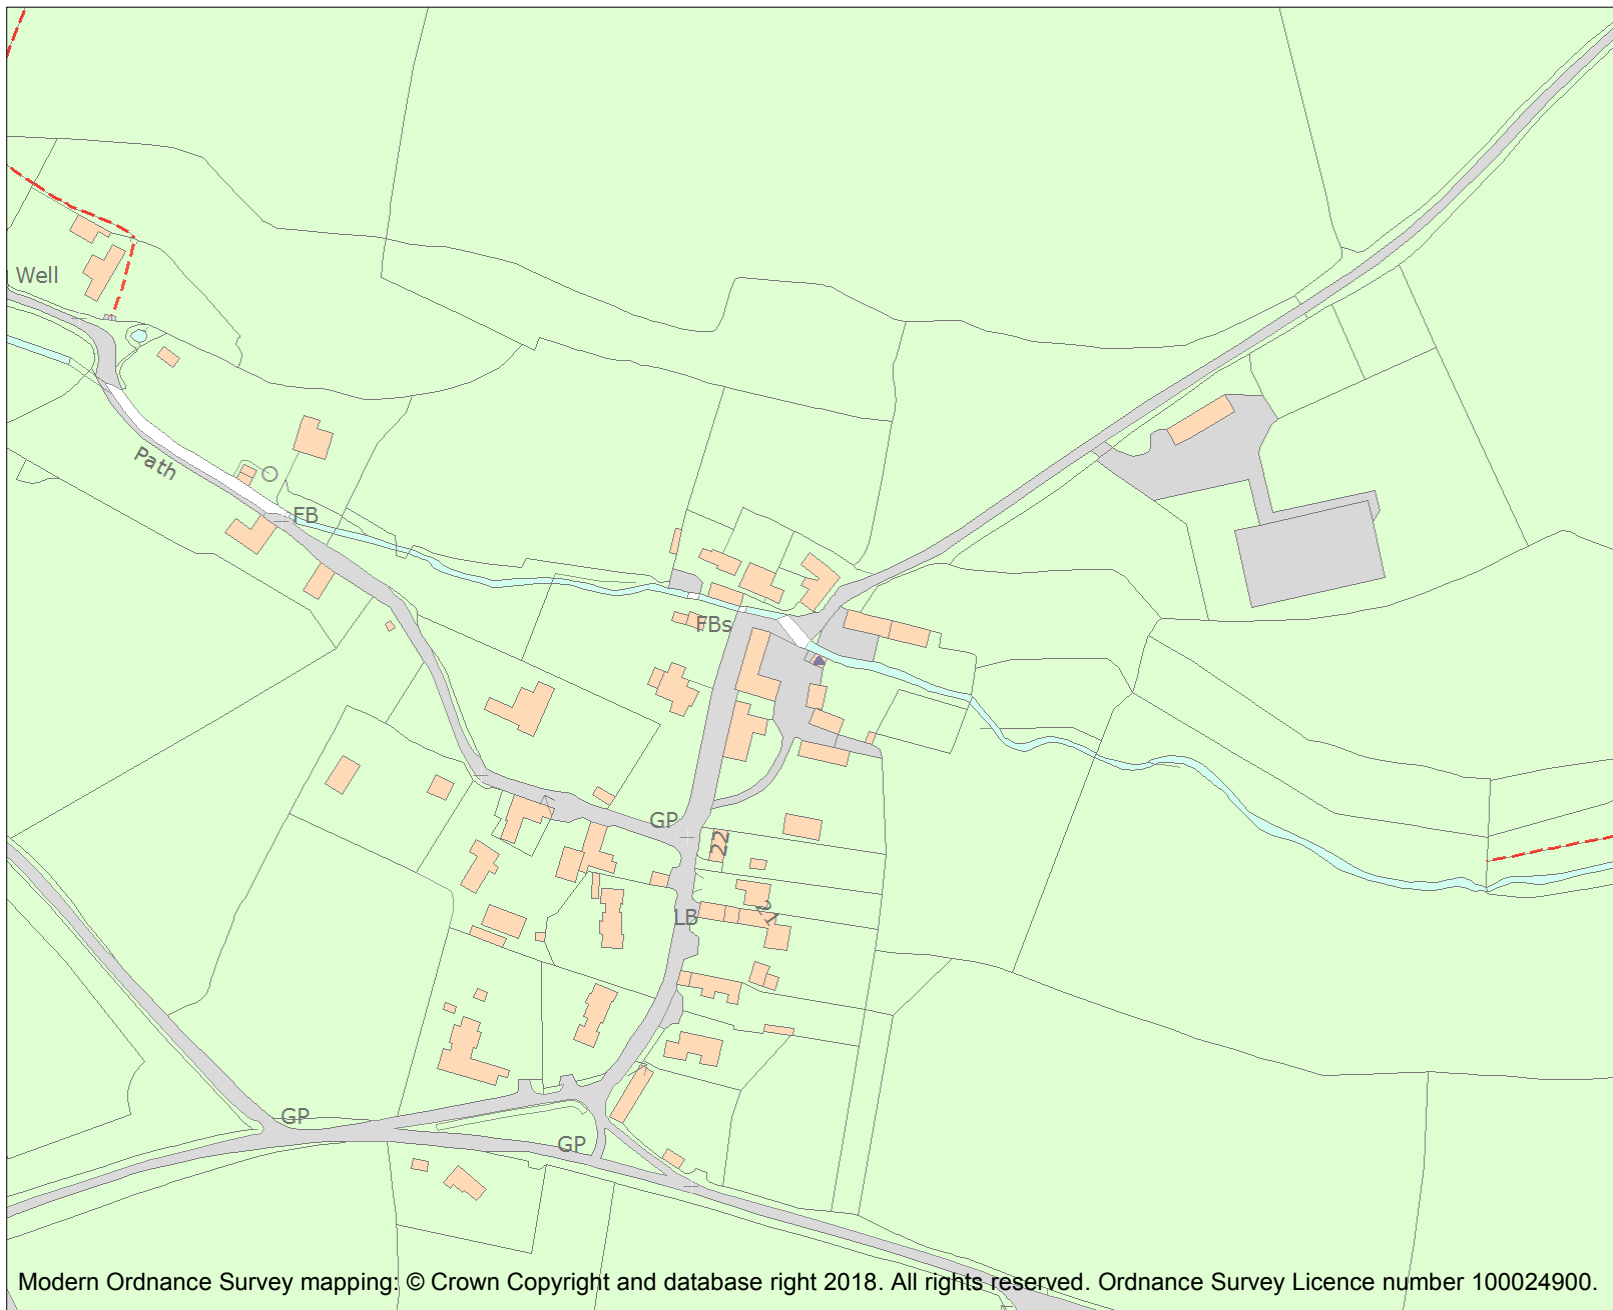 Well
Path
FB
FBs
GP
22
21
LB
GP
GP
Modern Ordnance Survey mapping: © Crown Copyright and database right 2018. All rights reserved. Ordnance Survey Licence number 100024900.